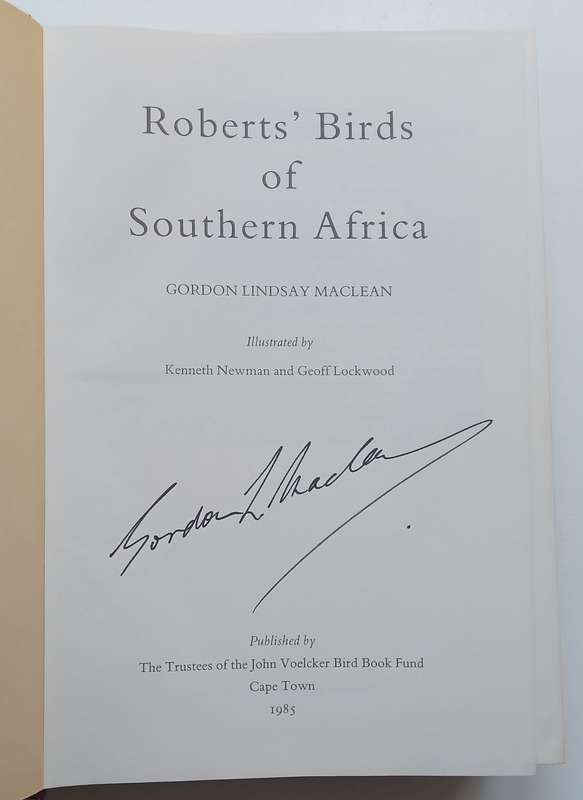 Roberts' Birds
of
Southern Africa
GORDON LINDSAY MACLEAN
Illustrated by
Kenneth Newman and Geoff Lockwood
Gordon L Maclean
Published by
The Trustees of the John Voelcker Bird Book Fund
Cape Town
1985